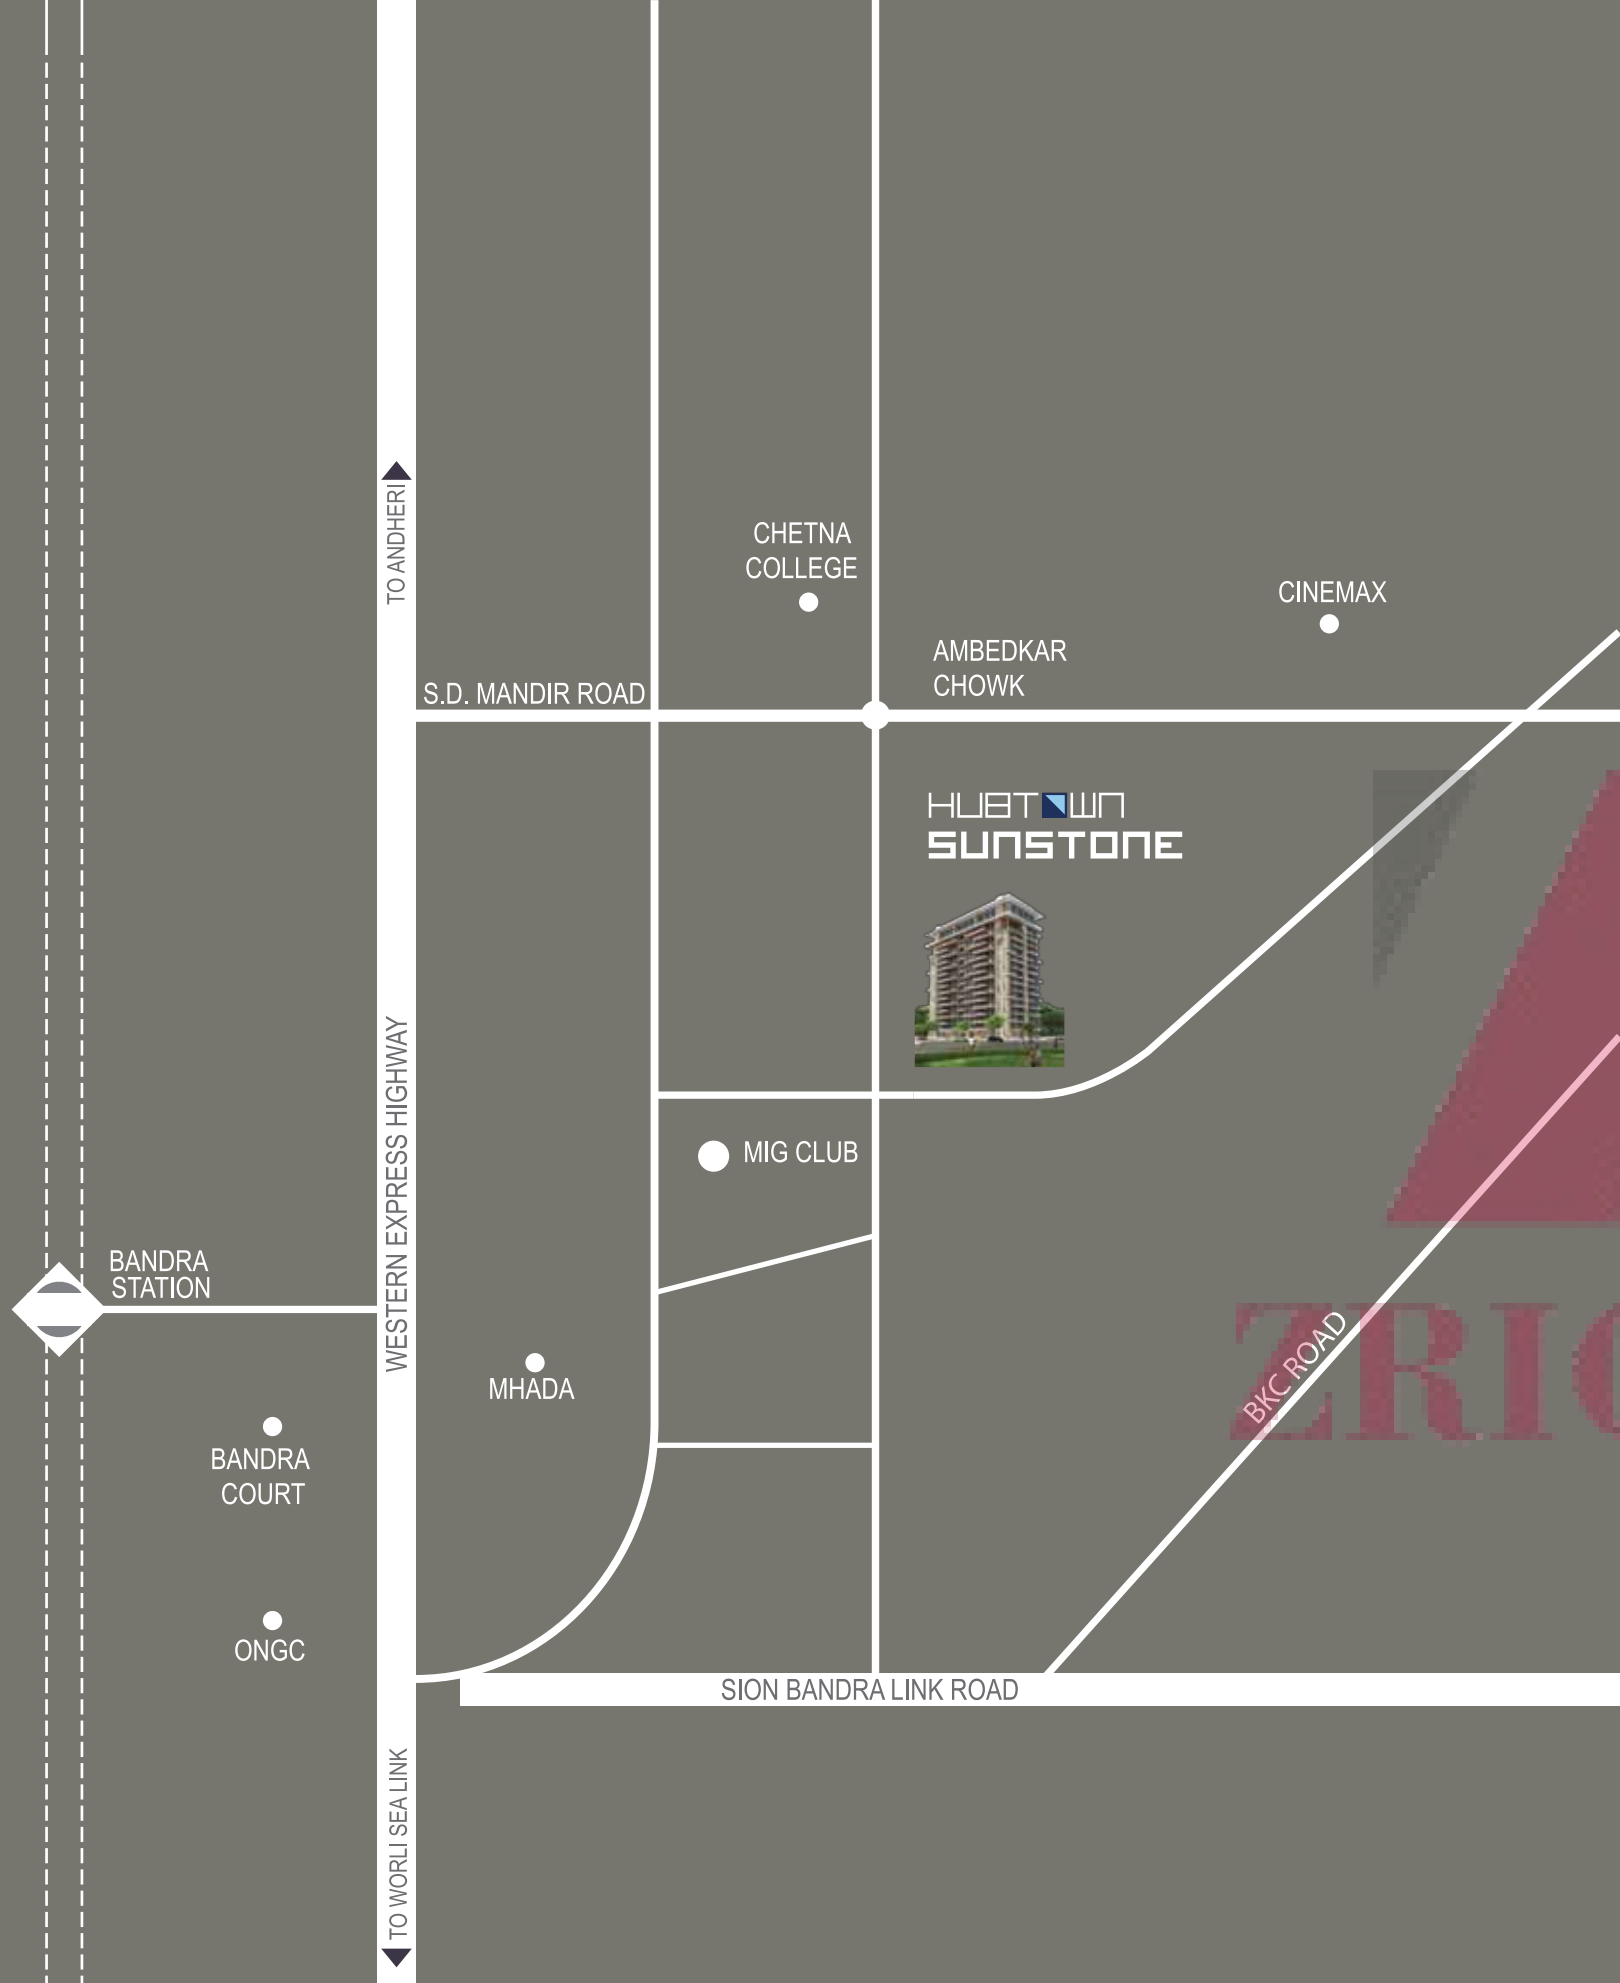 TO ANDHERI
CHETNA
COLLEGE
CINEMAX
AMBEDKAR
CHOWK
S.D. MANDIR ROAD
HUBTOWN
SUNSTONE
WESTERN EXPRESS HIGHWAY
MIG CLUB
BANDRA
STATION
MHADA
BKC ROAD
BANDRA
COURT
ONGC
SION BANDRA LINK ROAD
TO WORLI SEA LINK